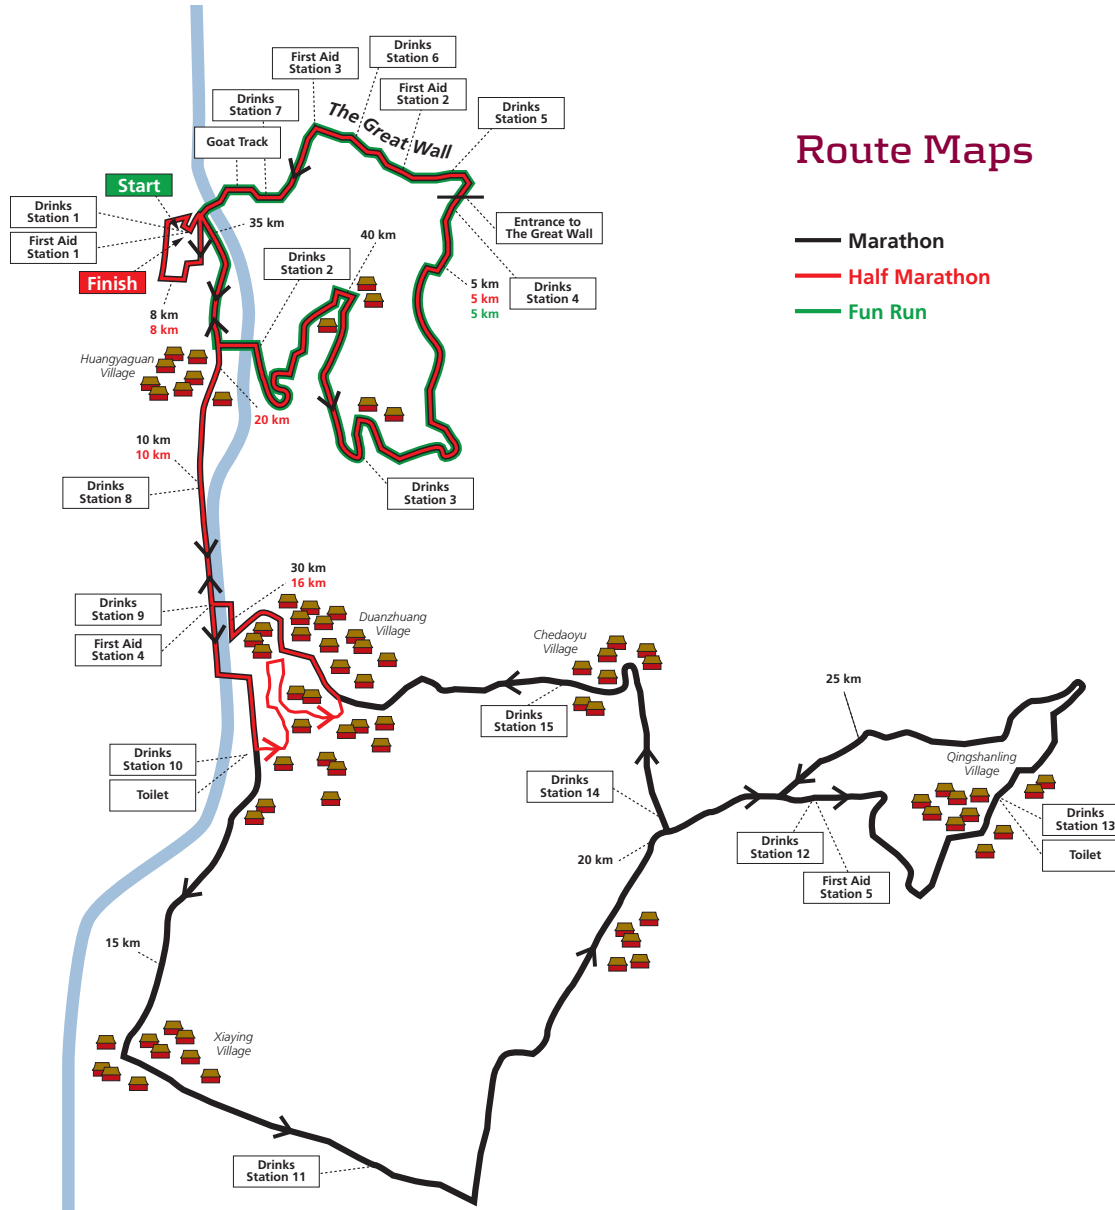 Route Maps
Marathon
Half Marathon
Fun Run
Drinks
Station 6
First Aid
Station 3
First Aid
Station 2
Drinks
Station 7
Drinks
Station 5
The Great Wall
Goat Track
Start
Drinks
Station 1
First Aid
Station 1
Finish
35 km
Entrance to
The Great Wall
40 km
Drinks
Station 2
5 km
5 km
5 km
Drinks
Station 4
8 km
8 km
Huangyaguan
Village
20 km
10 km
10 km
Drinks
Station 8
Drinks
Station 3
30 km
16 km
Drinks
Station 9
First Aid
Station 4
Duanzhuang
Village
Chedaoyu
Village
25 km
Drinks
Station 15
Drinks
Station 10
Toilet
Qingshanling
Village
Drinks
Station 14
Drinks
Station 13
Drinks
Station 12
Toilet
20 km
First Aid
Station 5
15 km
Xiaying
Village
Drinks
Station 11